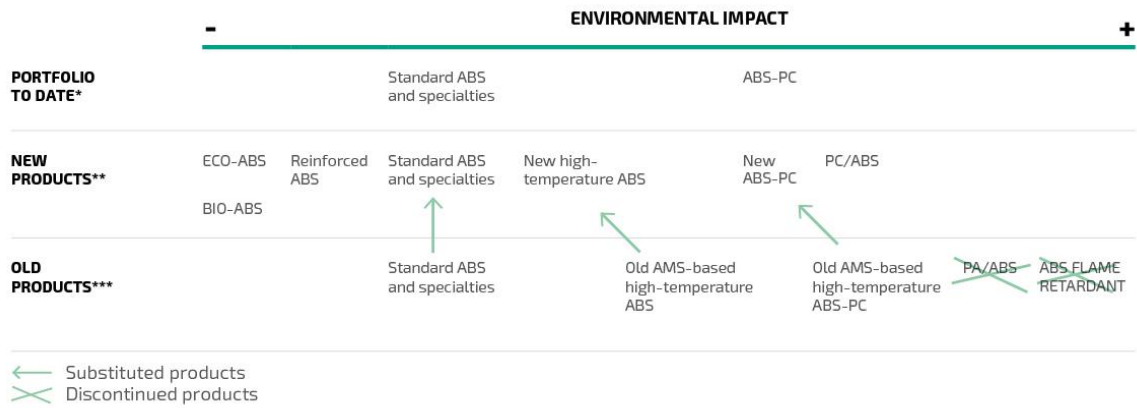 ENVIRONMENTAL IMPACT
- +
PORTFOLIO
TO DATE*
Standard ABS
and specialties
ABS-PC
NEW
PRODUCTS**
ECO-ABS
BIO-ABS
Reinforced
ABS
Standard ABS
and specialties
New high-
temperature ABS
New
ABS-PC
PC/ABS
OLD
PRODUCTS***
Standard ABS
and specialties
Old AMS-based
high-temperature
ABS
Old AMS-based
high-temperature
ABS-PC
PA/ABS
ABS FLAME
RETARDANT
Substituted products
Discontinued products